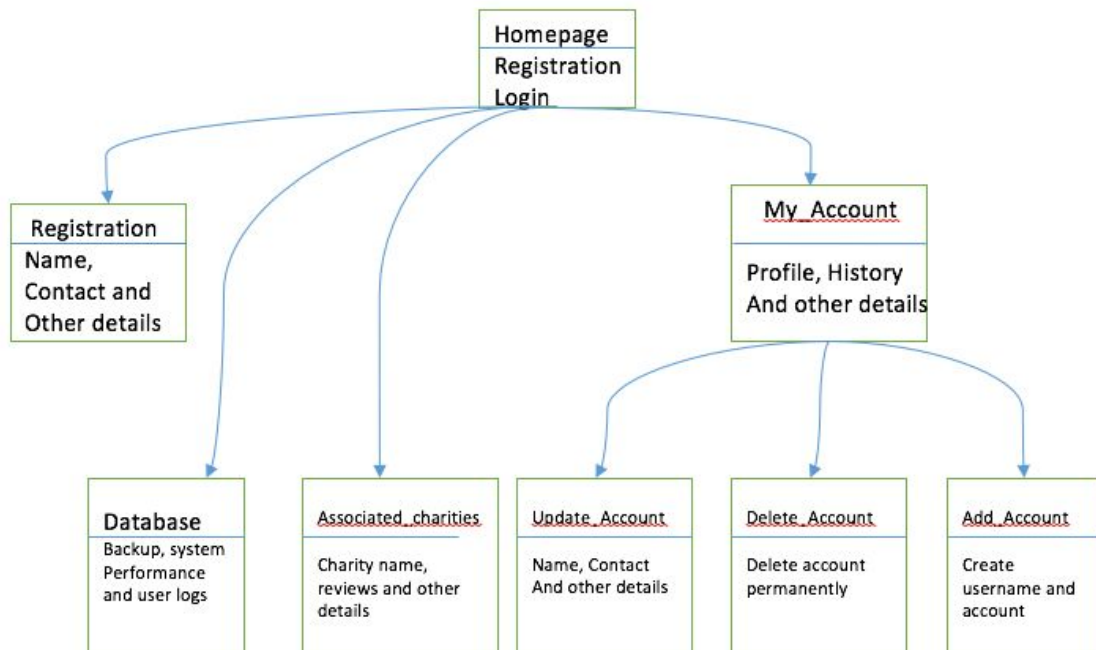 Homepage
Registration
Login
Registration
Name,
Contact and
Other details
My_Account
Profile, History
And other details
Database
Backup, system
Performance
and user logs
Associated_charities
Charity name,
reviews and other
details
Update_Account
Name, Contact
And other details
Delete_Account
Delete account
permanently
Add_Account
Create
username and
account